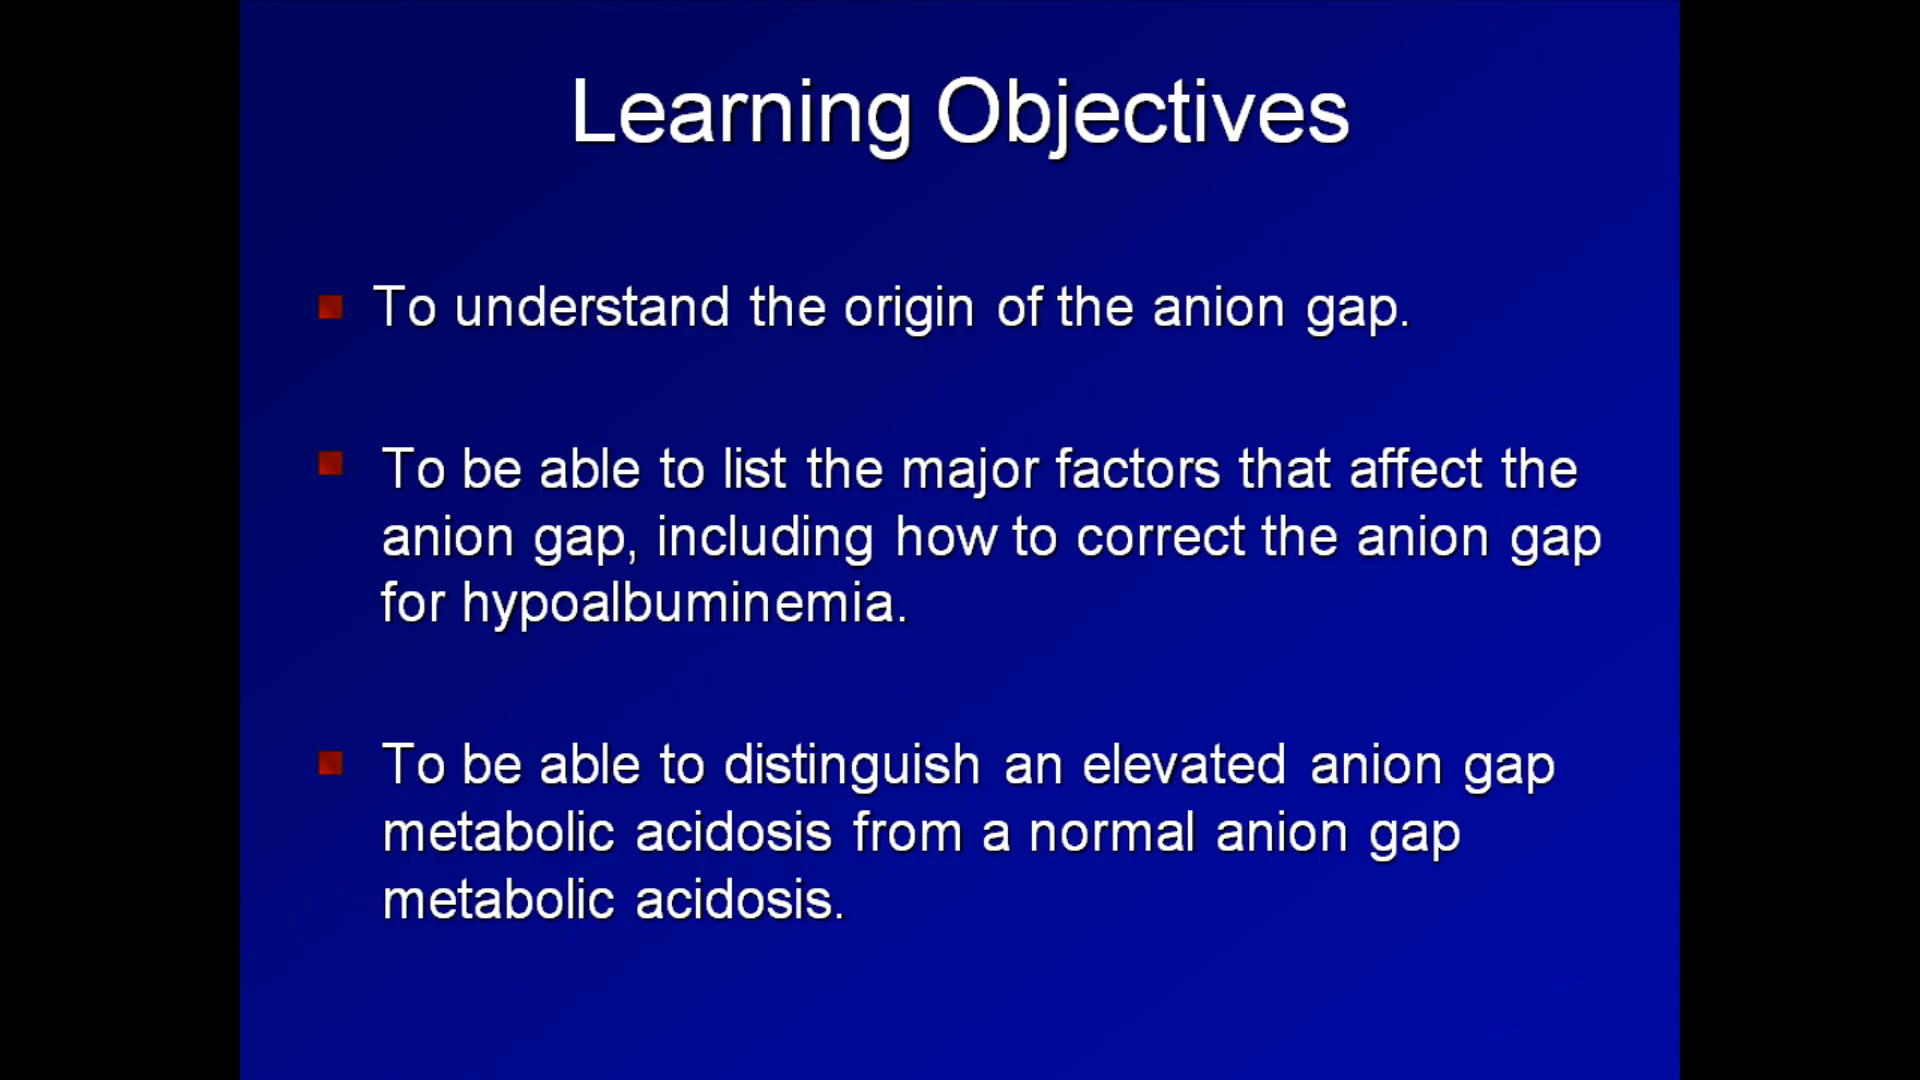 Learning Objectives
To understand the origin of the anion gap.
To be able to list the major factors that affect the
anion gap, including how to correct the anion gap
for hypoalbuminemia.
To be able to distinguish an elevated anion gap
metabolic acidosis from a normal anion gap
metabolic acidosis.